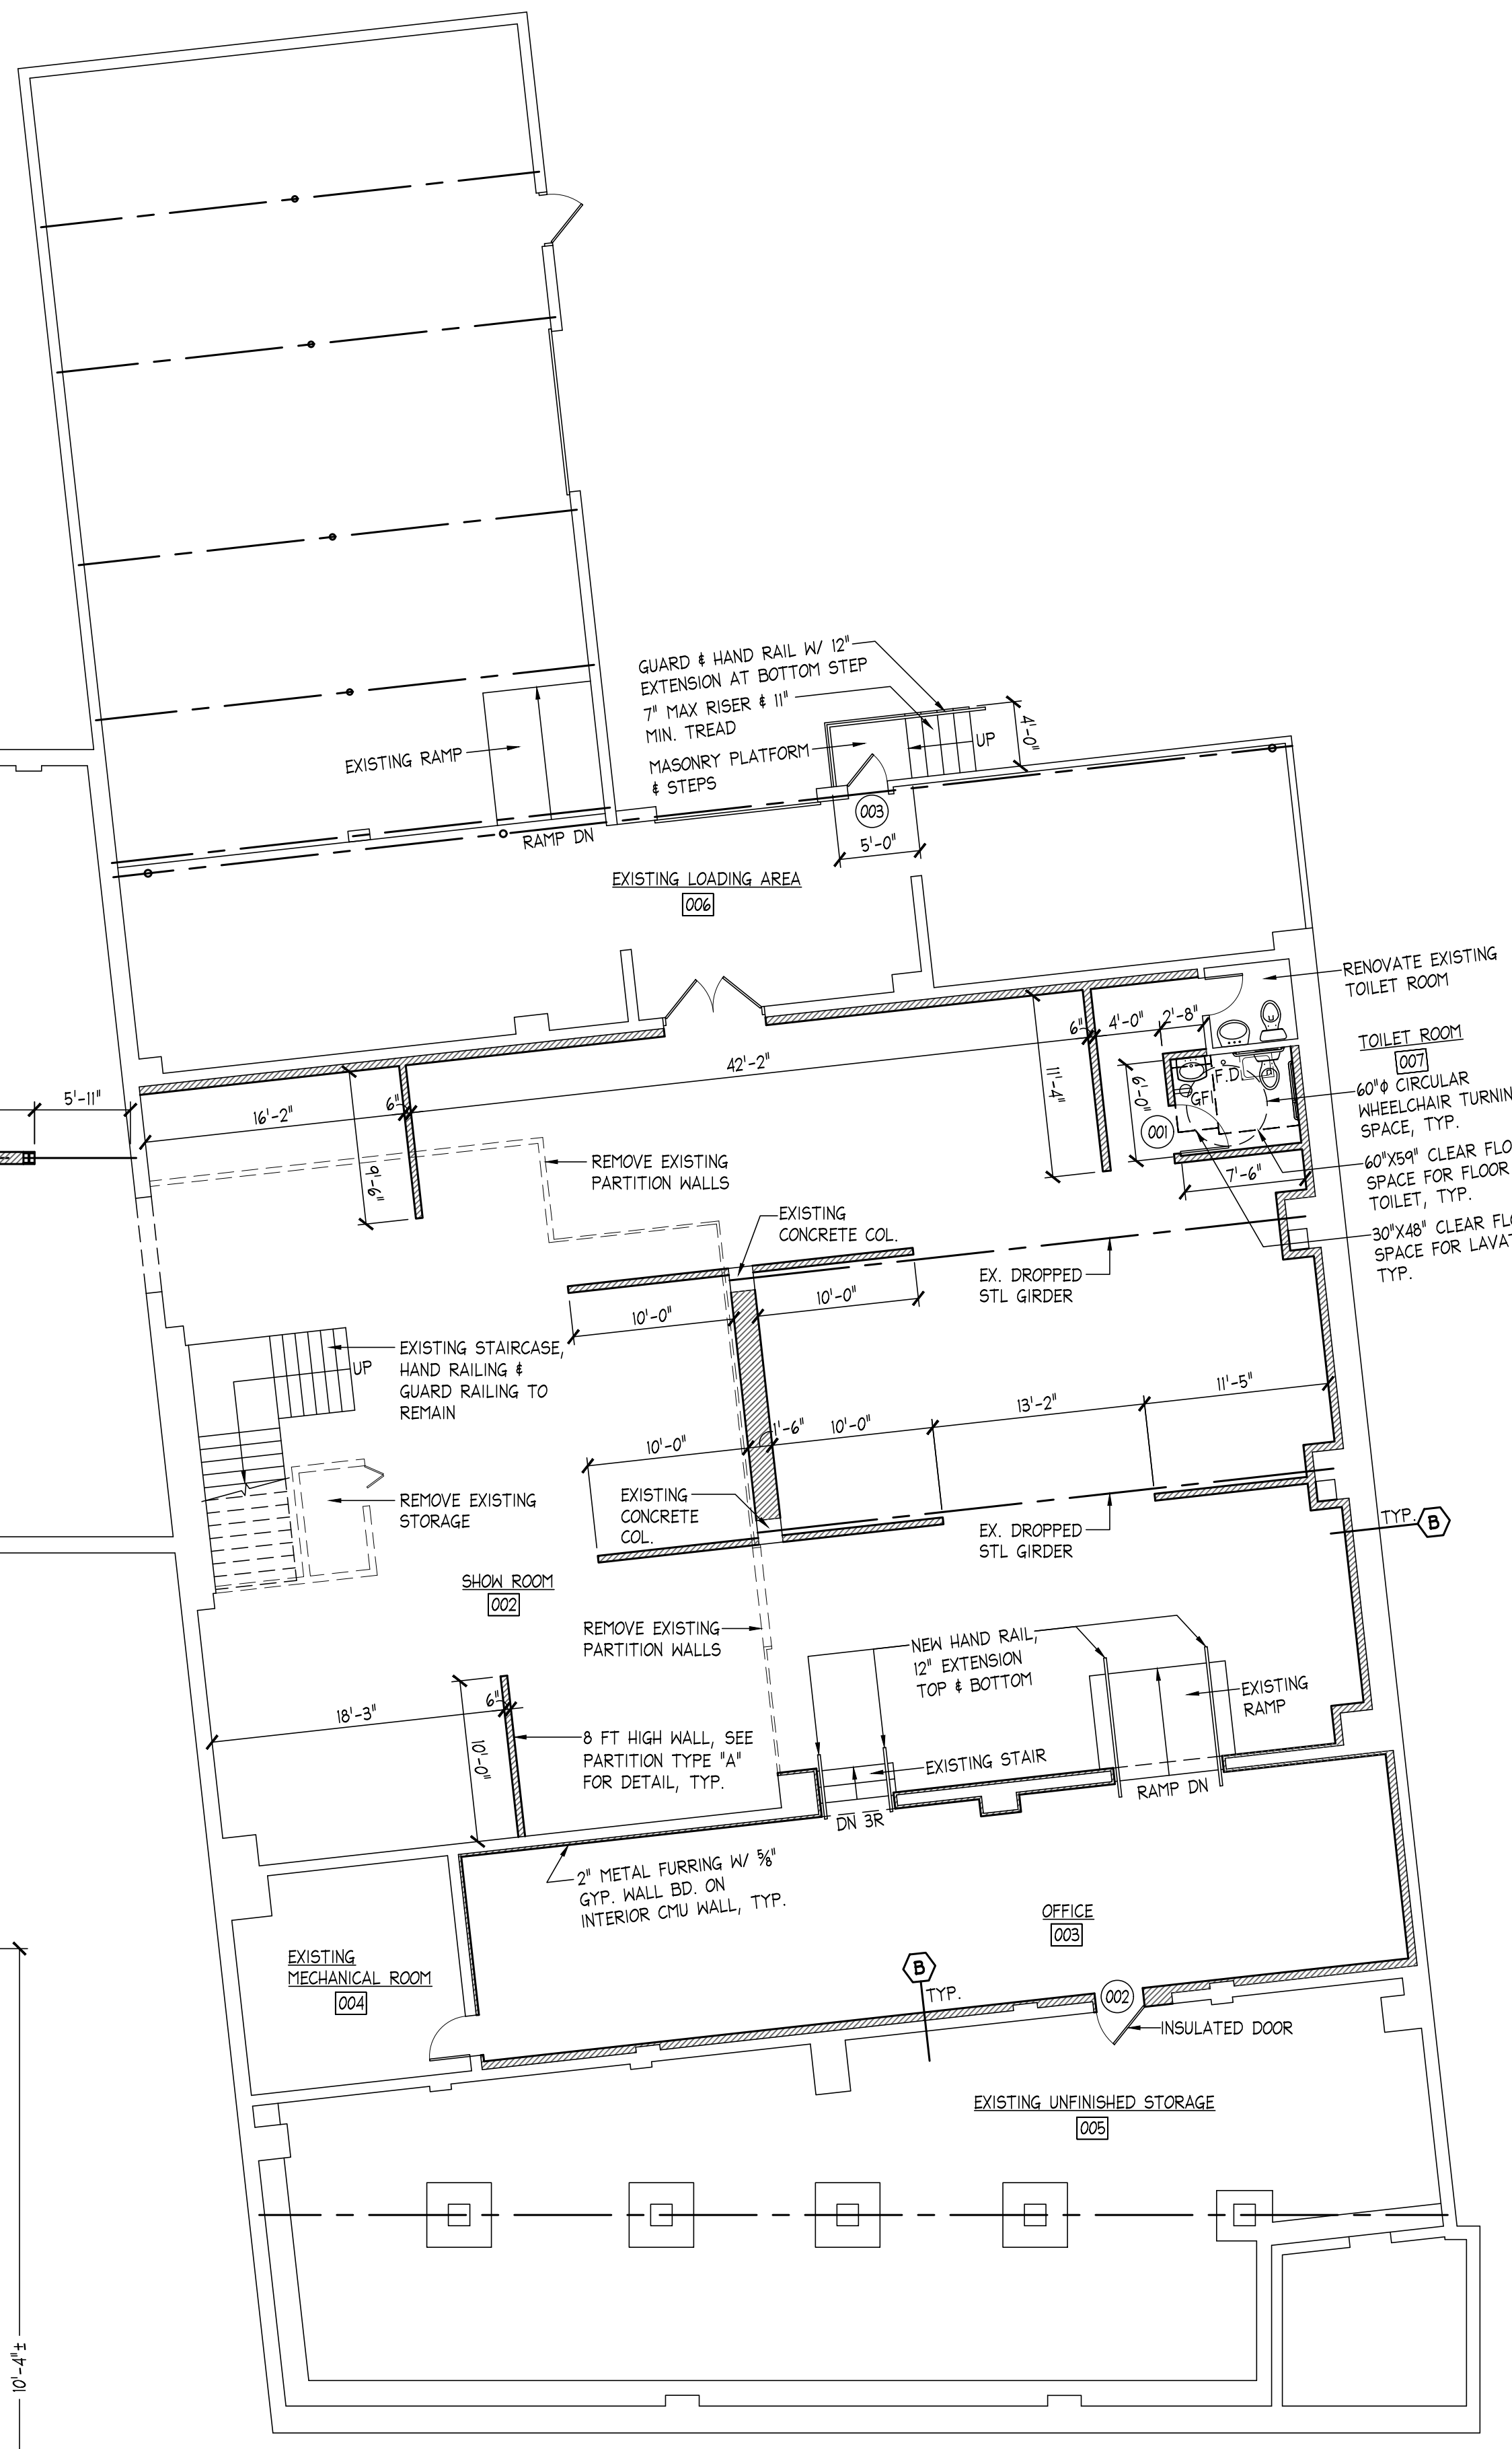 GUARD & HAND RAIL W/ 12"
EXTENSION AT BOTTOM STEP
7" MAX RISER & 11"
MIN. TREAD
MASONRY PLATFORM
& STEPS
UP
4'-0"
EXISTING RAMP
RAMP DN
003
5'-0"
EXISTING LOADING AREA
006
RENOVATE EXISTING
TOILET ROOM
TOILET ROOM
007
60"ϕ CIRCULAR
WHEELCHAIR TURNIN
SPACE, TYP.
60"X59" CLEAR FLO
SPACE FOR FLOOR
TOILET, TYP.
30"X48" CLEAR FLO
SPACE FOR LAVAT
TYP.
5'-11"
16'-2"
6"
42'-2"
6"
4'-0"
2'-8"
11'-4"
6'-0"
F.D.
GFI
001
7'-6"
9'-6"
REMOVE EXISTING
PARTITION WALLS
EXISTING
CONCRETE COL.
EX. DROPPED
STL GIRDER
10'-0"
10'-0"
EXISTING STAIRCASE,
HAND RAILING &
GUARD RAILING TO
REMAIN
UP
10'-0"
1'-6"
10'-0"
13'-2"
11'-5"
REMOVE EXISTING
STORAGE
EXISTING
CONCRETE
COL.
EX. DROPPED
STL GIRDER
TYP.
B
SHOW ROOM
002
REMOVE EXISTING
PARTITION WALLS
NEW HAND RAIL,
12" EXTENSION
TOP & BOTTOM
EXISTING
RAMP
18'-3"
6"
10'-0"
8 FT HIGH WALL, SEE
PARTITION TYPE "A"
FOR DETAIL, TYP.
EXISTING STAIR
RAMP DN
DN 3R
2" METAL FURRING W/ ⅝"
GYP. WALL BD. ON
INTERIOR CMU WALL, TYP.
OFFICE
003
EXISTING
MECHANICAL ROOM
004
B
TYP.
002
INSULATED DOOR
EXISTING UNFINISHED STORAGE
005
10'-4"±